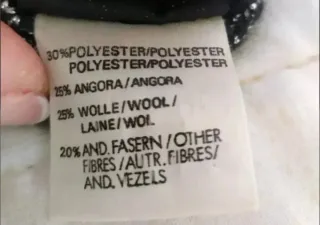 30% POLYESTER/POLYESTER
POLYESTER/POLYESTER
25% ANGORA/ANGORA
25% WOLLE/WOOL/
LAINE/WOL
20% AND. FASERN/OTHER
FIBRES/AUTR. FIBRES/
AND. VEZELS